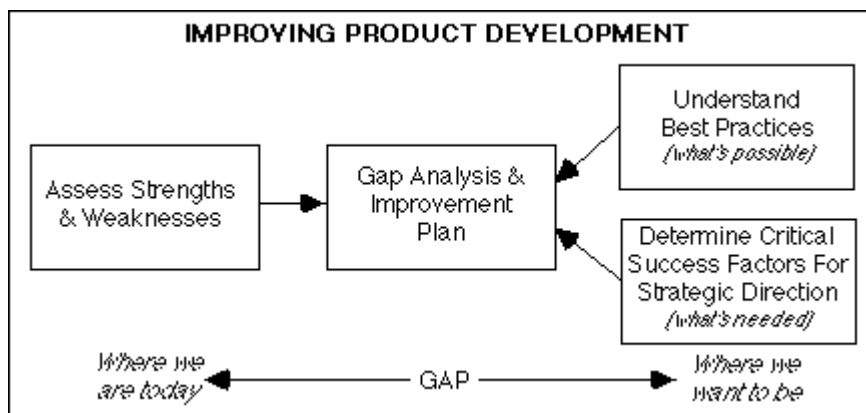 IMPROVING PRODUCT DEVELOPMENT
Understand
Best Practices
(what's possible)
Assess Strengths
& Weaknesses
Gap Analysis &
Improvement
Plan
Determine Critical
Success Factors For
Strategic Direction
(what's needed)
Where we
are today
GAP
Where we
want to be